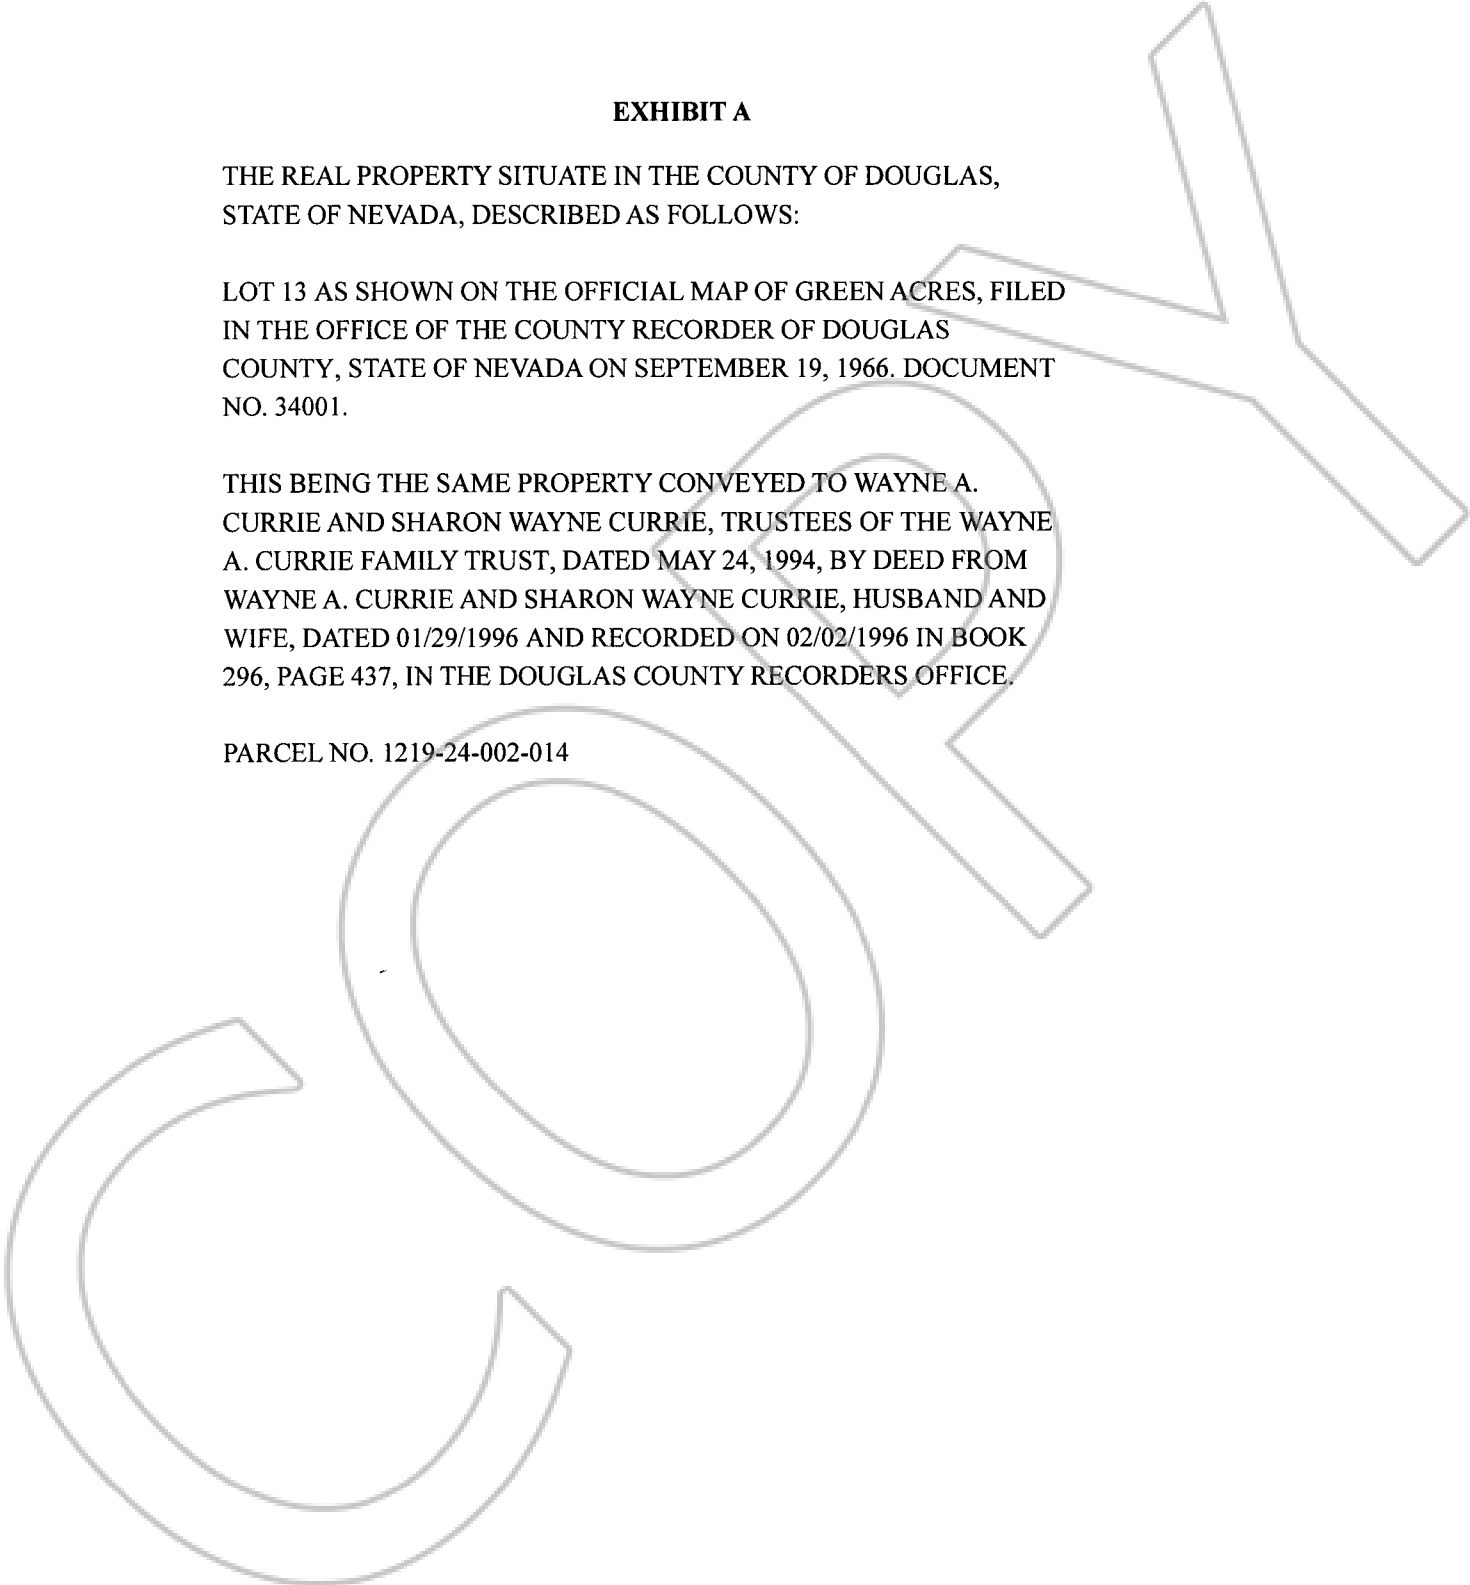 EXHIBIT A
THE REAL PROPERTY SITUATE IN THE COUNTY OF DOUGLAS,
STATE OF NEVADA, DESCRIBED AS FOLLOWS:
LOT 13 AS SHOWN ON THE OFFICIAL MAP OF GREEN ACRES, FILED
IN THE OFFICE OF THE COUNTY RECORDER OF DOUGLAS
COUNTY, STATE OF NEVADA ON SEPTEMBER 19, 1966. DOCUMENT
NO. 34001.
THIS BEING THE SAME PROPERTY CONVEYED TO WAYNE A.
CURRIE AND SHARON WAYNE CURRIE, TRUSTEES OF THE WAYNE
A. CURRIE FAMILY TRUST, DATED MAY 24, 1994, BY DEED FROM
WAYNE A. CURRIE AND SHARON WAYNE CURRIE, HUSBAND AND
WIFE, DATED 01/29/1996 AND RECORDED ON 02/02/1996 IN BOOK
296, PAGE 437, IN THE DOUGLAS COUNTY RECORDERS OFFICE.
PARCEL NO. 1219-24-002-014
COPY